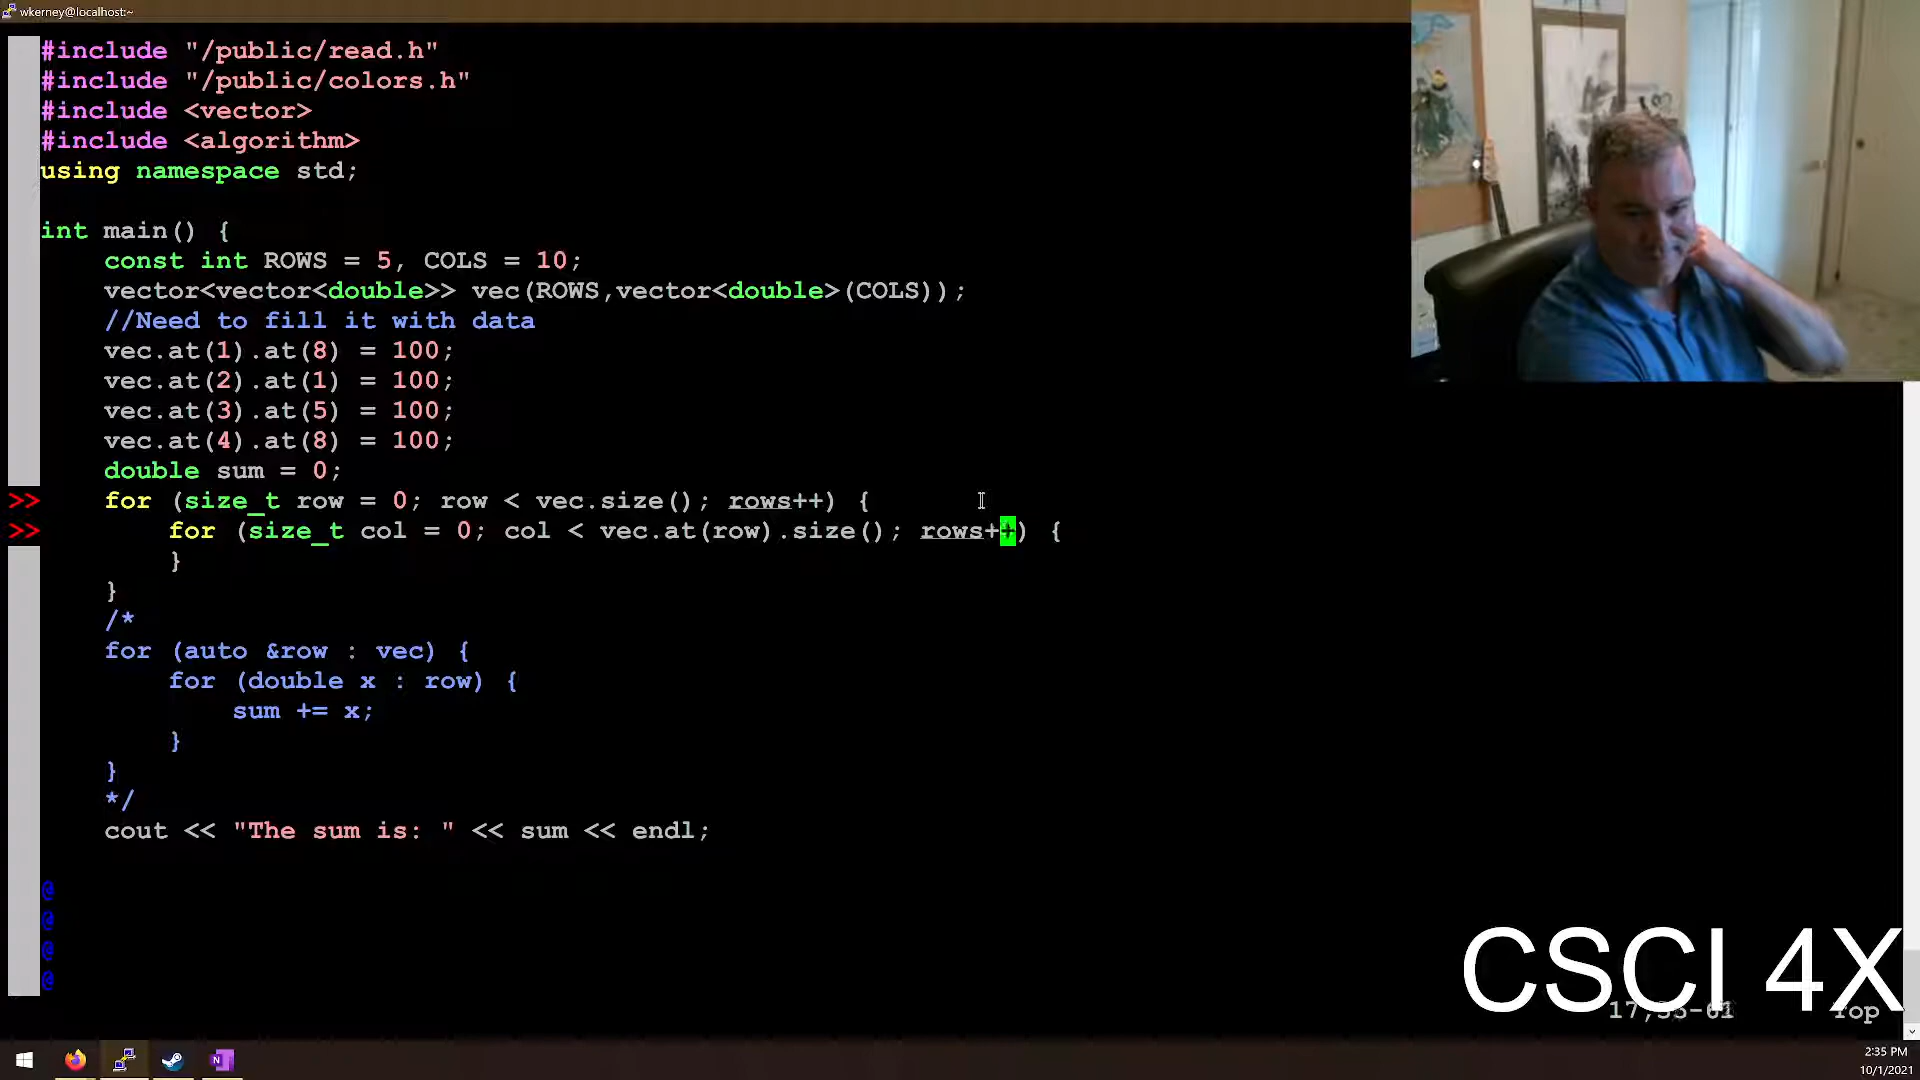 wkerney@localhost:~
#include "/public/read.h"
#include "/public/colors.h"
#include <vector>
#include <algorithm>
using namespace std;
int main() {
const int ROWS = 5, COLS = 10;
vector<vector<double>> vec(ROWS,vector<double>(COLS));
//Need to fill it with data
vec.at(1).at(8) = 100;
vec.at(2).at(1) = 100;
vec.at(3).at(5) = 100;
vec.at(4).at(8) = 100;
double sum = 0;
>> for (size_t row = 0; row < vec.size(); rows++) {
>> for (size_t col = 0; col < vec.at(row).size(); rows++) {
}
}
/*
for (auto &row : vec) {
for (double x : row) {
sum += x;
}
}
*/
cout << "The sum is: " << sum << endl;
@
@
@
@
CSCI 4X
Top
2:35 PM
10/1/2021